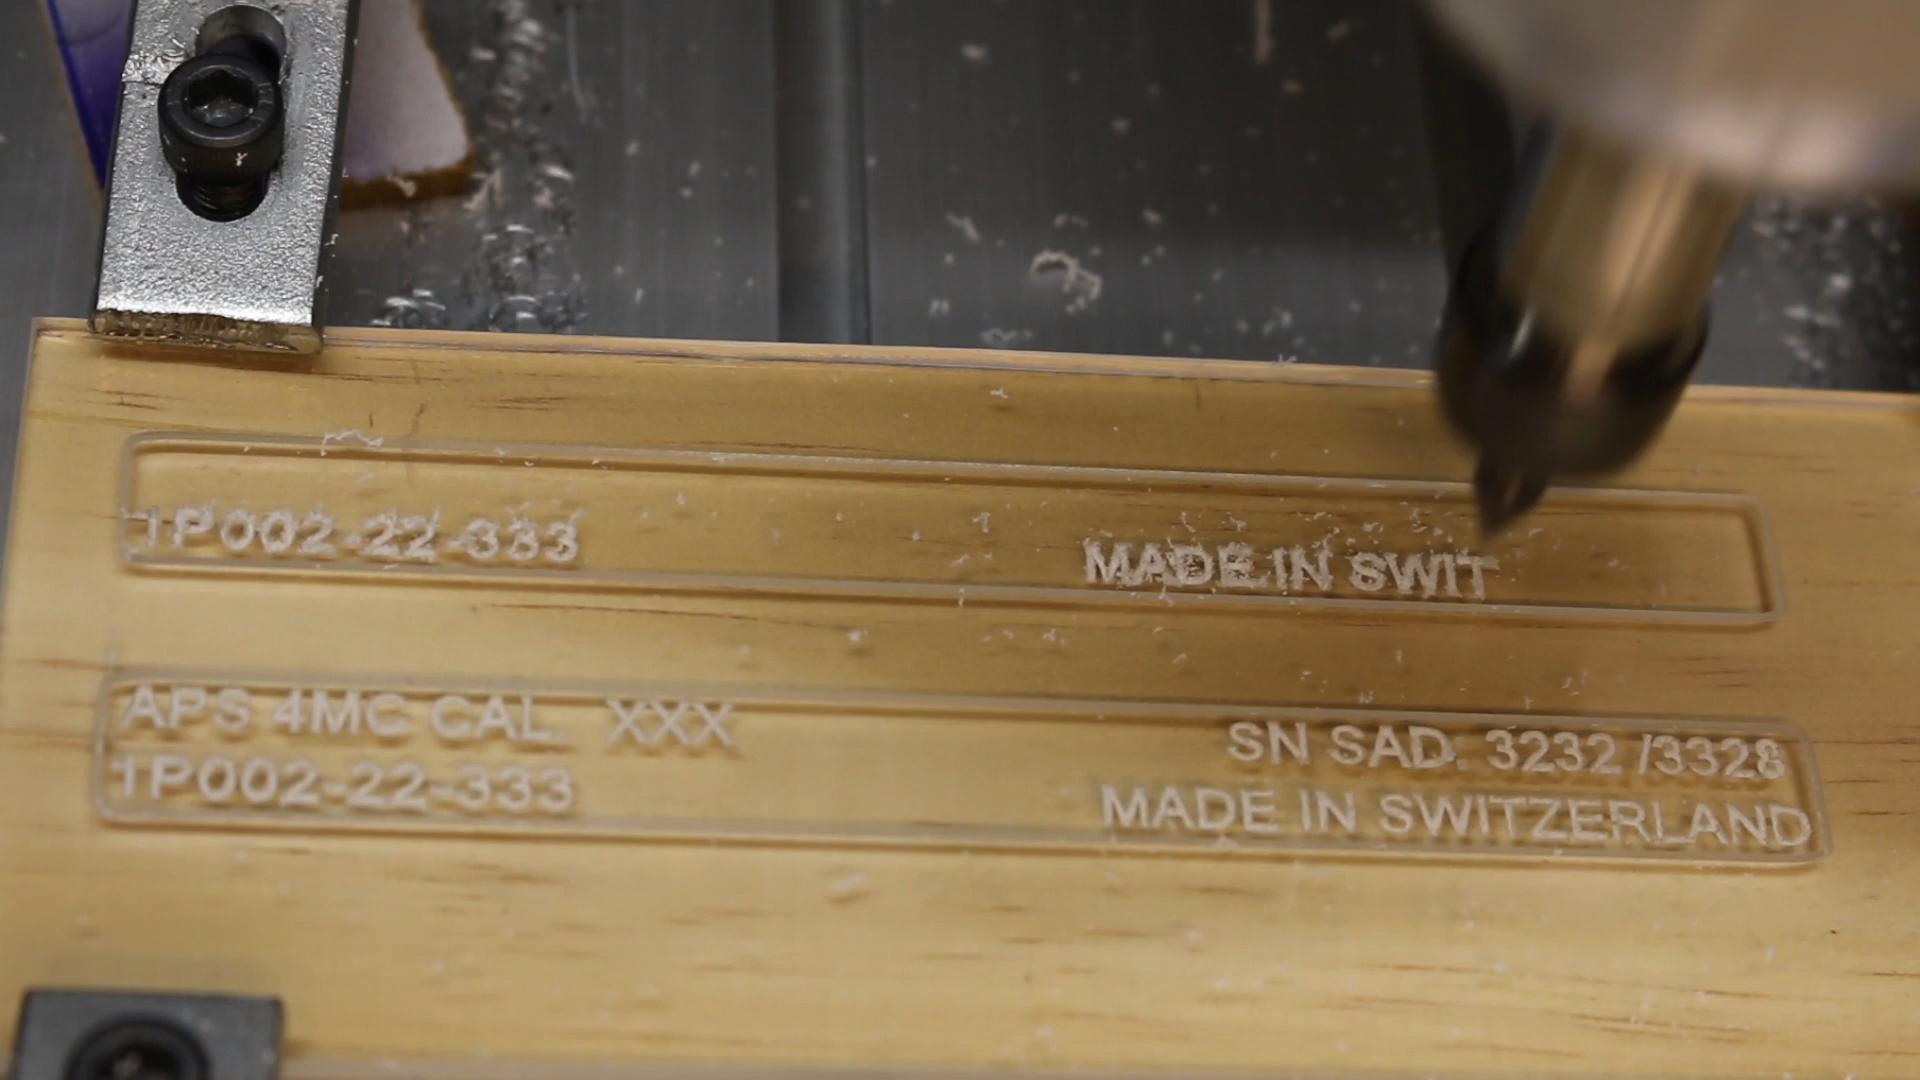 1P002-22-333 MADE IN SWIT
APS 4MC CAL. XXX SN SAD. 3232 /3328
1P002-22-333 MADE IN SWITZERLAND